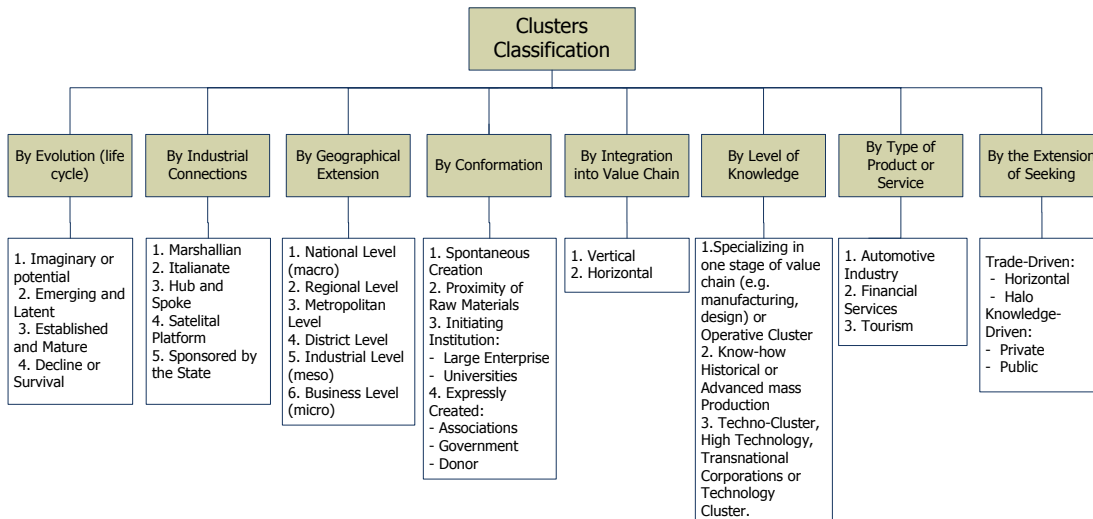 Clusters
Classification
By Evolution (life
cycle)
By Industrial
Connections
By Geographical
Extension
By Conformation
By Integration
into Value Chain
By Level of
Knowledge
By Type of
Product or
Service
By the Extension
of Seeking
1. Imaginary or
potential
2. Emerging and
Latent
3. Established
and Mature
4. Decline or
Survival
1. Marshallian
2. Italianate
3. Hub and
Spoke
4. Satelital
Platform
5. Sponsored by
the State
1. National Level
(macro)
2. Regional Level
3. Metropolitan
Level
4. District Level
5. Industrial Level
(meso)
6. Business Level
(micro)
1. Spontaneous
Creation
2. Proximity of
Raw Materials
3. Initiating
Institution:
- Large Enterprise
- Universities
4. Expressly
Created:
- Associations
- Government
- Donor
1. Vertical
2. Horizontal
1.Specializing in
one stage of value
chain (e.g.
manufacturing,
design) or
Operative Cluster
2. Know-how
Historical or
Advanced mass
Production
3. Techno-Cluster,
High Technology,
Transnational
Corporations or
Technology
Cluster.
1. Automotive
Industry
2. Financial
Services
3. Tourism
Trade-Driven:
- Horizontal
- Halo
Knowledge-
Driven:
- Private
- Public